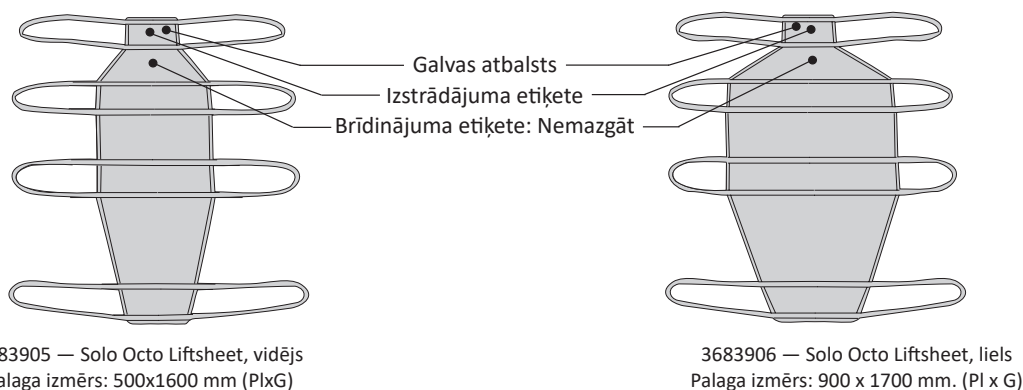 Galvas atbalsts
Izstrādājuma etiķete
Brīdinājuma etiķete: Nemazgāt
83905 — Solo Octo Liftsheet, vidējs
alaga izmērs: 500x1600 mm (PlxG)
3683906 — Solo Octo Liftsheet, liels
Palaga izmērs: 900 x 1700 mm. (Pl x G)